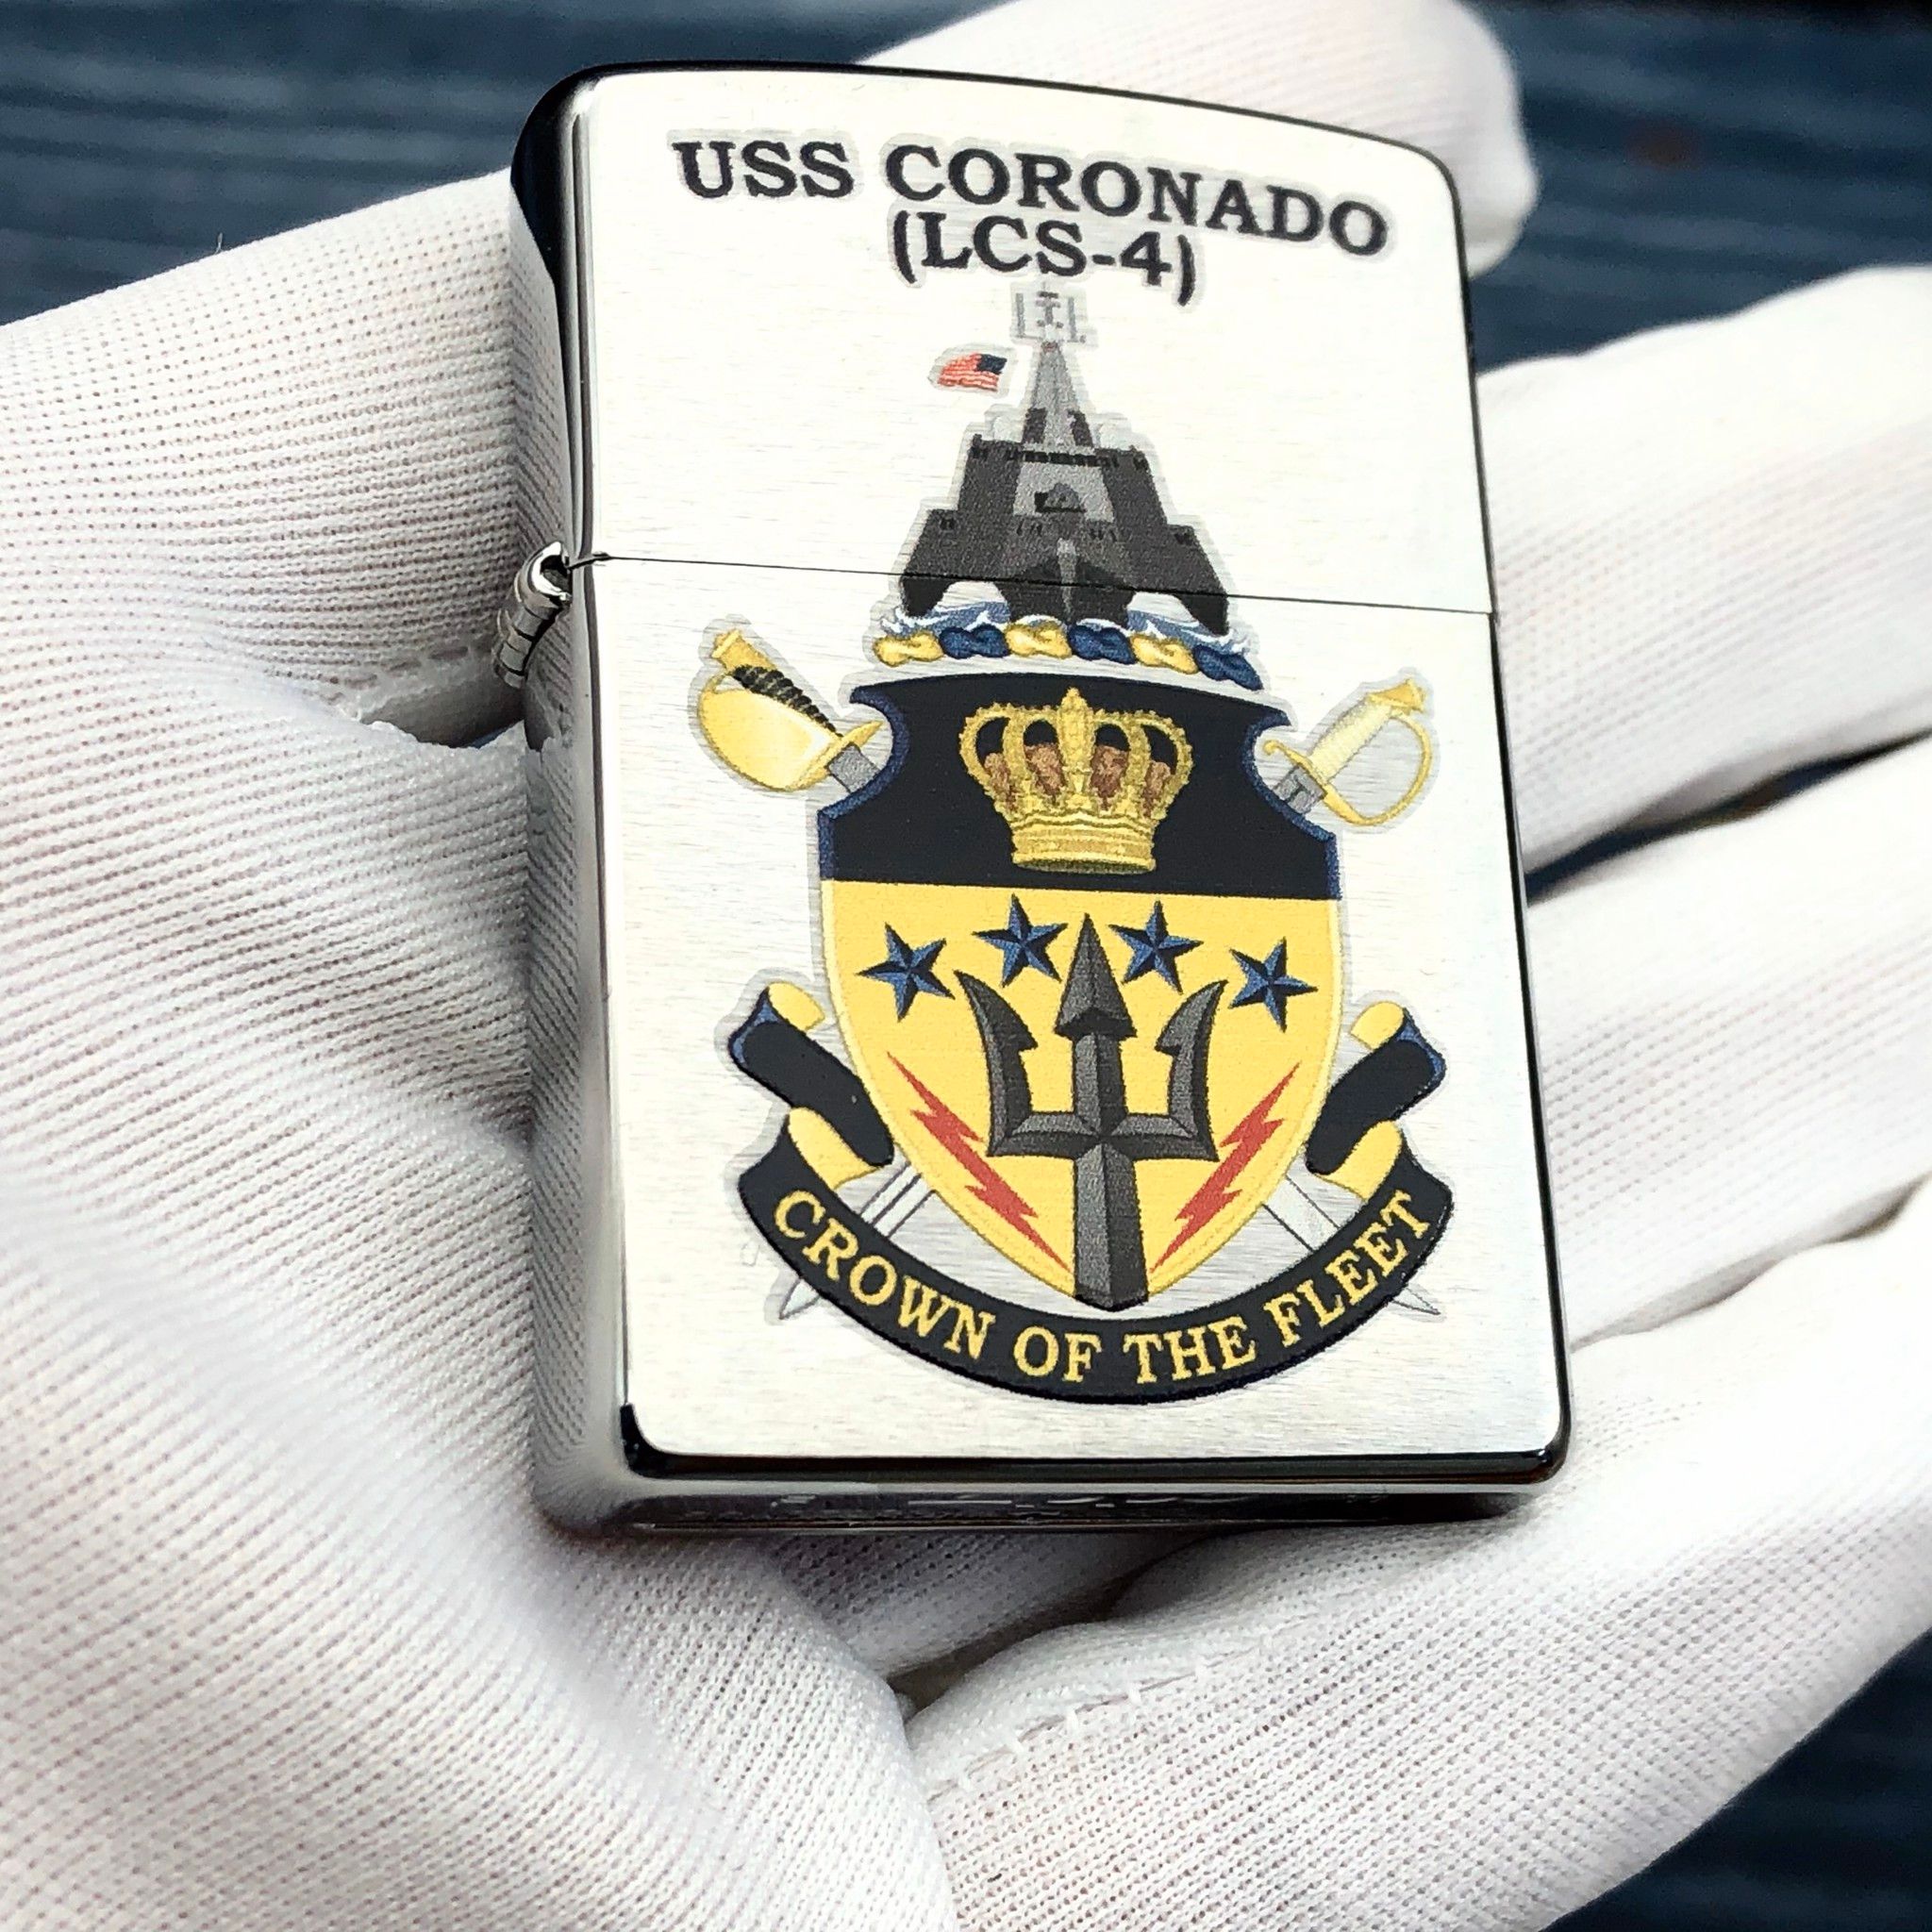 USS CORONADO
(LCS-4)
CROWN OF THE FLEET